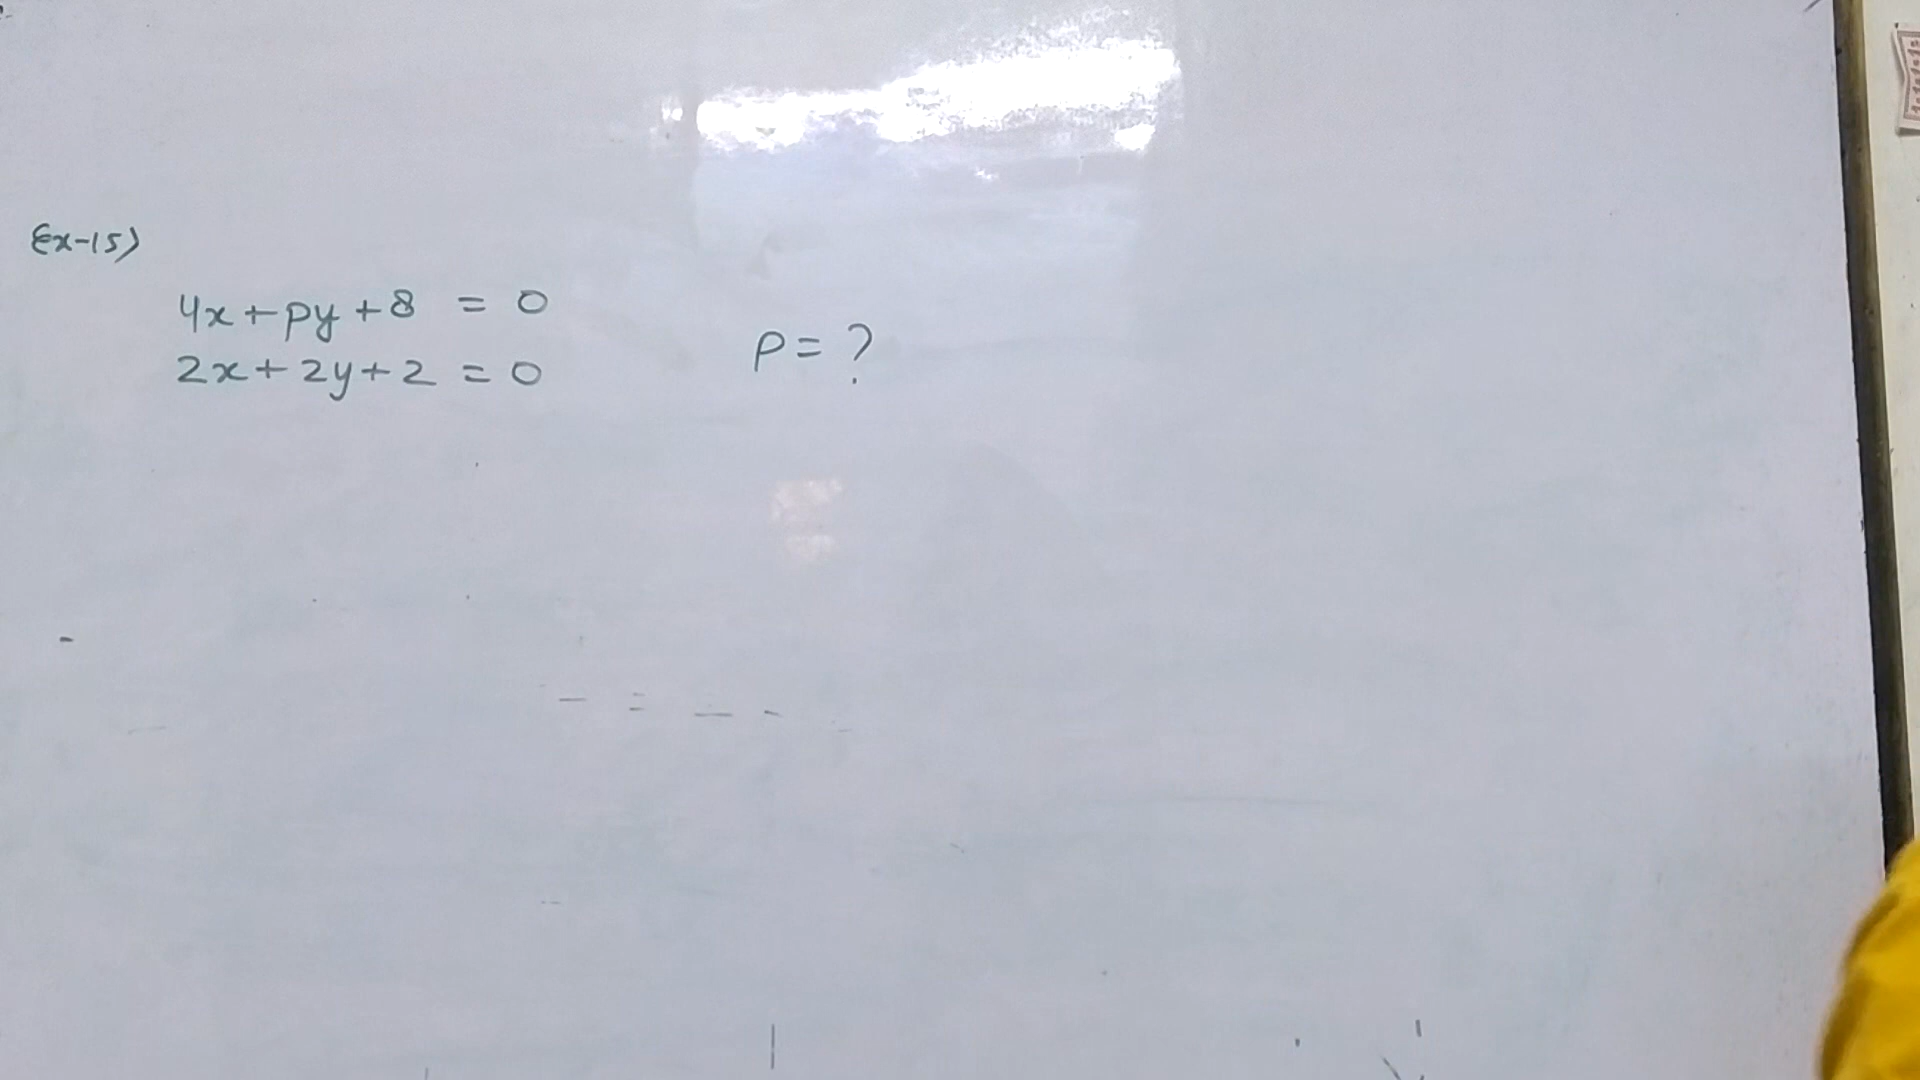 Ex-15)
4x + py + 8 = 0
2x + 2y + 2 = 0
p = ?